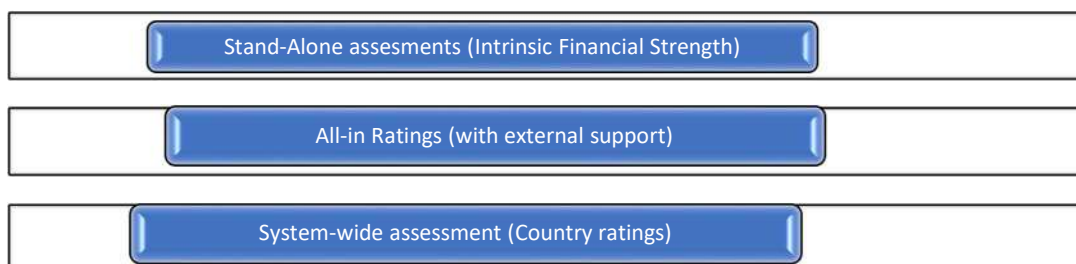 Stand-Alone assesments (Intrinsic Financial Strength)
All-in Ratings (with external support)
System-wide assessment (Country ratings)